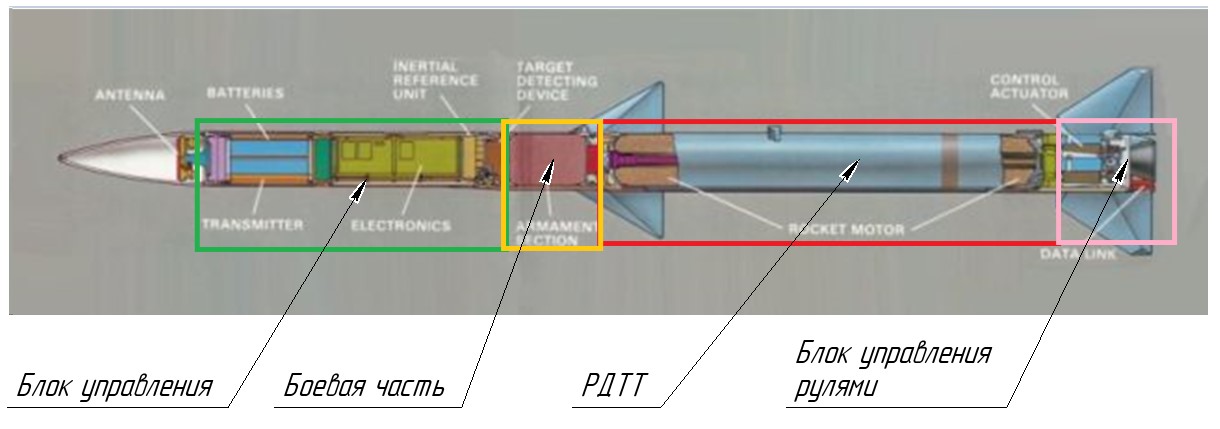 INERTIAL
REFERENCE
UNIT
TARGET
DETECTING
DEVICE
CONTROL
ACTUATOR
ANTENNA
BATTERIES
TRANSMITTER
ELECTRONICS
ARMAMENT
SECTION
ROCKET MOTOR
DATA LINK
Блок управления
Боевая часть
РДТТ
Блок управления
рулями